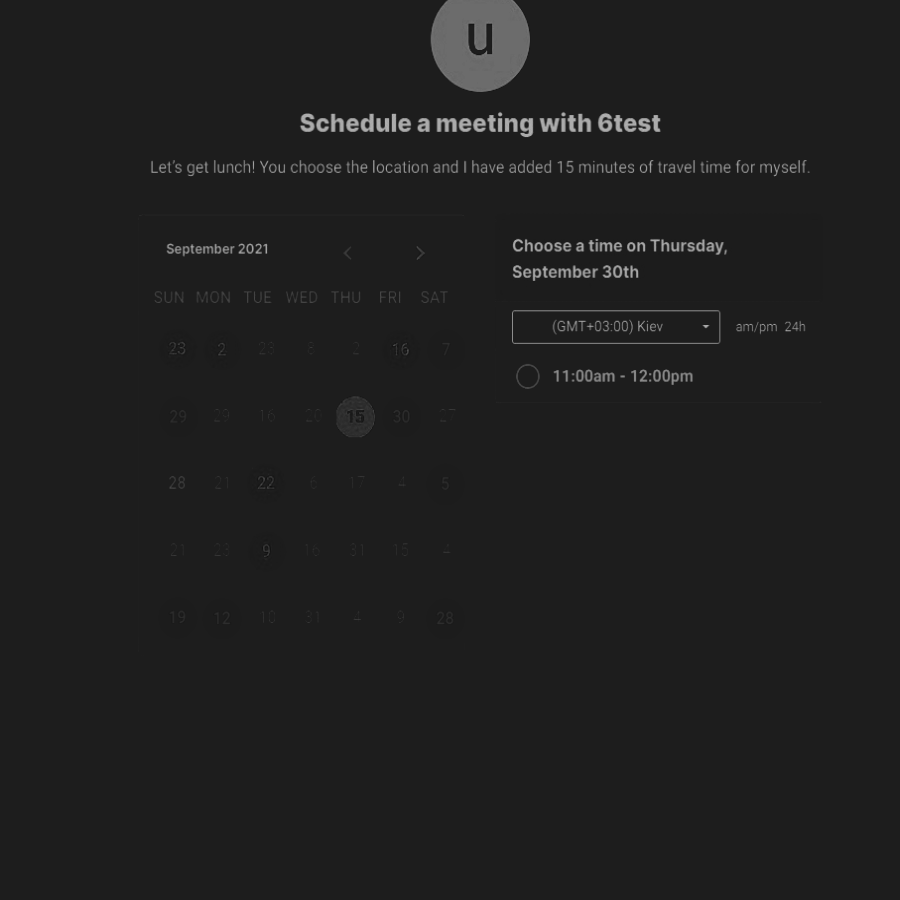 u
Schedule a meeting with 6test
Let's get lunch! You choose the location and I have added 15 minutes of travel time for myself.
September 2021
SUN MON TUE WED THU FRI SAT
23 2 23 8 2 16 7
29 29 16 20 15 30 27
28 21 22 6 17 4 5
21 23 9 16 31 15 4
19 12 10 31 4 9 28
Choose a time on Thursday,
September 30th
(GMT+03:00) Kiev am/pm 24h
11:00am - 12:00pm